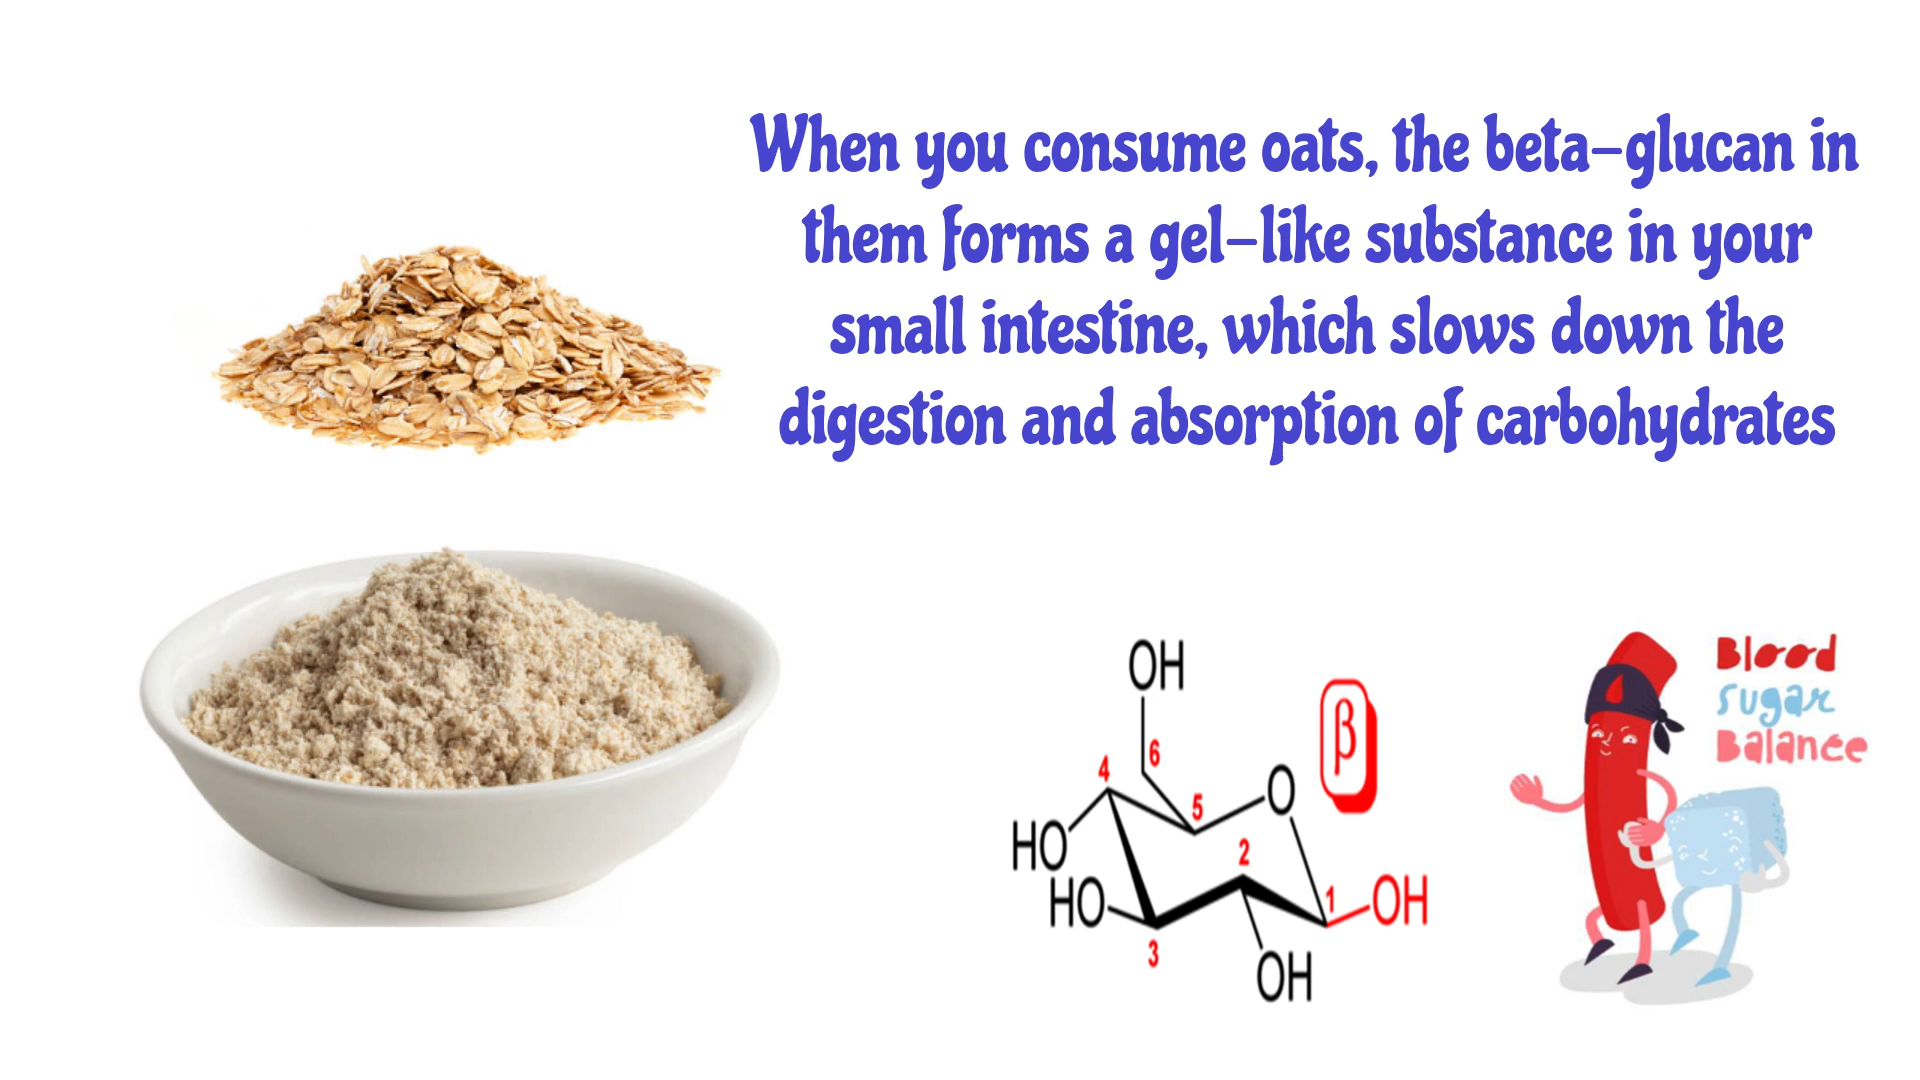 When you consume oats, the beta-glucan in
them forms a gel-like substance in your
small intestine, which slows down the
digestion and absorption of carbohydrates
Blood
sugar
Balance
OH
β
6
4
5
O
HO
2
HO
1
OH
3
OH